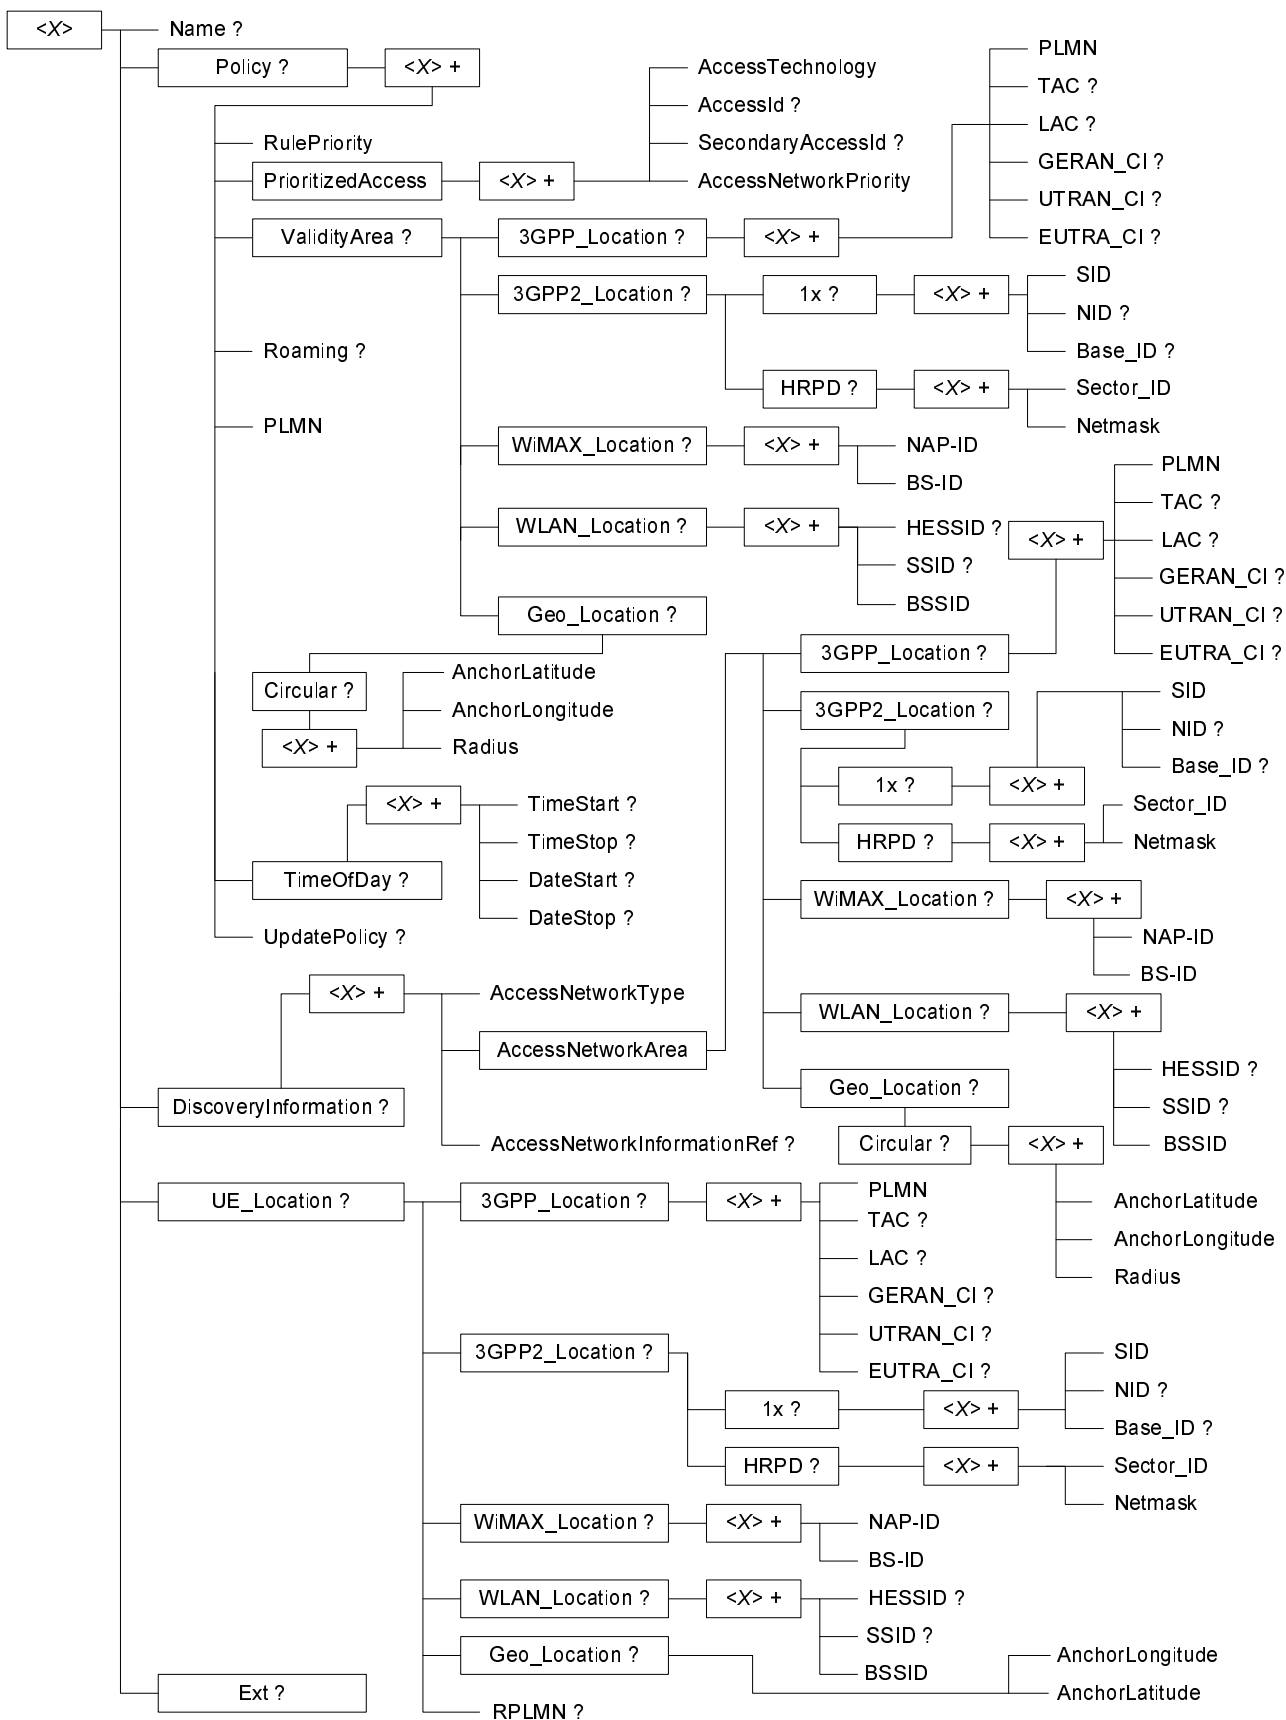 <X>
Name ?
Policy ?
<X> +
RulePriority
PrioritizedAccess
<X> +
AccessTechnology
AccessId ?
SecondaryAccessId ?
AccessNetworkPriority
ValidityArea ?
3GPP_Location ?
<X> +
PLMN
TAC ?
LAC ?
GERAN_CI ?
UTRAN_CI ?
EUTRA_CI ?
3GPP2_Location ?
1x ?
<X> +
SID
NID ?
Base_ID ?
HRPD ?
<X> +
Sector_ID
Netmask
WiMAX_Location ?
<X> +
NAP-ID
BS-ID
WLAN_Location ?
<X> +
HESSID ?
SSID ?
BSSID
Geo_Location ?
Circular ?
<X> +
AnchorLatitude
AnchorLongitude
Radius
Roaming ?
PLMN
TimeOfDay ?
<X> +
TimeStart ?
TimeStop ?
DateStart ?
DateStop ?
UpdatePolicy ?
DiscoveryInformation ?
<X> +
AccessNetworkType
AccessNetworkArea
3GPP_Location ?
<X> +
PLMN
TAC ?
LAC ?
GERAN_CI ?
UTRAN_CI ?
EUTRA_CI ?
3GPP2_Location ?
1x ?
<X> +
SID
NID ?
Base_ID ?
HRPD ?
<X> +
Sector_ID
Netmask
WiMAX_Location ?
<X> +
NAP-ID
BS-ID
WLAN_Location ?
<X> +
HESSID ?
SSID ?
BSSID
Geo_Location ?
Circular ?
<X> +
AnchorLatitude
AnchorLongitude
Radius
AccessNetworkInformationRef ?
UE_Location ?
3GPP_Location ?
<X> +
PLMN
TAC ?
LAC ?
GERAN_CI ?
UTRAN_CI ?
EUTRA_CI ?
3GPP2_Location ?
1x ?
<X> +
SID
NID ?
Base_ID ?
HRPD ?
<X> +
Sector_ID
Netmask
WiMAX_Location ?
<X> +
NAP-ID
BS-ID
WLAN_Location ?
<X> +
HESSID ?
SSID ?
BSSID
Geo_Location ?
AnchorLongitude
AnchorLatitude
RPLMN ?
Ext ?